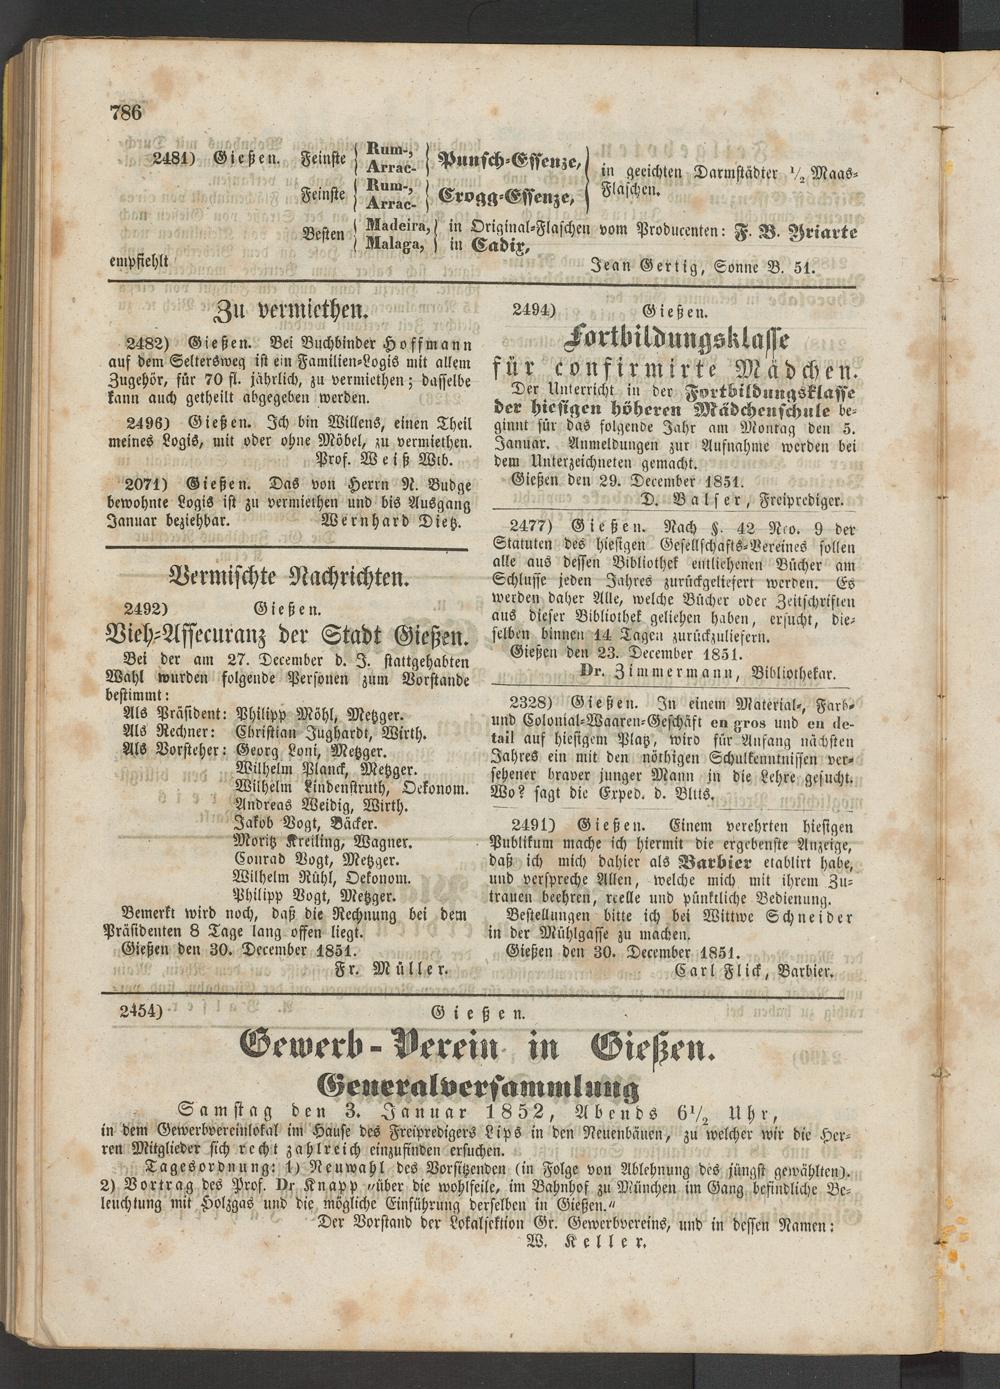 786
2481) Gießen. Feinste { Rum-, Arrac- } Punsch-Essenze,
Feinste { Rum-, Arrac- } Grogg-Essenze,
in geeichten Darmstädter 1/2 Maas-
Flaschen.
Besten { Madeira, Malaga, } in Original-Flaschen vom Producenten: F. B. Yriarte
in Cadix,
empfiehlt
Jean Gertig, Sonne B. 51.
Zu vermiethen.
2482) Gießen. Bei Buchbinder Hoffmann
auf dem Seltersweg ist ein Familien-Logis mit allem
Zugehör, für 70 fl. jährlich, zu vermiethen; dasselbe
kann auch getheilt abgegeben werden.
2496) Gießen. Ich bin Willens, einen Theil
meines Logis, mit oder ohne Möbel, zu vermiethen.
Prof. Weiß Wtb.
2071) Gießen. Das von Herrn N. Budge
bewohnte Logis ist zu vermiethen und bis Ausgang
Januar beziehbar. Wernhard Dietz.
Vermischte Nachrichten.
2492) Gießen.
Vieh-Assecuranz der Stadt Gießen.
Bei der am 27. December d. J. stattgehabten
Wahl wurden folgende Personen zum Vorstande
bestimmt:
Als Präsident: Philipp Möhl, Metzger.
Als Rechner: Christian Jughardt, Wirth.
Als Vorsteher: Georg Loni, Metzger.
Wilhelm Planck, Metzger.
Wilhelm Lindenstruth, Oekonom.
Andreas Weidig, Wirth.
Jakob Vogt, Bäcker.
Moritz Kreiling, Wagner.
Conrad Vogt, Metzger.
Wilhelm Rühl, Oekonom.
Philipp Vogt, Metzger.
Bemerkt wird noch, daß die Rechnung bei dem
Präsidenten 8 Tage lang offen liegt.
Gießen den 30. December 1851.
Fr. Müller.
2494) Gießen.
Fortbildungsklasse
für confirmirte Mädchen.
Der Unterricht in der Fortbildungsklasse
der hiesigen höheren Mädchenschule be-
ginnt für das folgende Jahr am Montag den 5.
Januar. Anmeldungen zur Aufnahme werden bei
dem Unterzeichneten gemacht.
Gießen den 29. December 1851.
D. Balser, Freiprediger.
2477) Gießen. Nach §. 42 Nro. 9 der
Statuten des hiesigen Gesellschafts-Vereines sollen
alle aus dessen Bibliothek entliehenen Bücher am
Schlusse jeden Jahres zurückgeliefert werden. Es
werden daher Alle, welche Bücher oder Zeitschriften
aus dieser Bibliothek geliehen haben, ersucht, die-
selben binnen 14 Tagen zurückzuliefern.
Gießen den 23. December 1851.
Dr. Zimmermann, Bibliothekar.
2328) Gießen. In einem Material-, Farb-
und Colonial-Waaren-Geschäft en gros und en de-
tail auf hiesigem Platz, wird für Anfang nächsten
Jahres ein mit den nöthigen Schulkenntnissen ver-
sehener braver junger Mann in die Lehre gesucht.
Wo? sagt die Exped. d. Bltts.
2491) Gießen. Einem verehrten hiesigen
Publikum mache ich hiermit die ergebenste Anzeige,
daß ich mich dahier als Barbier etablirt habe,
und verspreche Allen, welche mich mit ihrem Zu-
trauen beehren, reelle und pünktliche Bedienung.
Bestellungen bitte ich bei Wittwe Schneider
in der Mühlgasse zu machen.
Gießen den 30. December 1851.
Carl Flick, Barbier.
2454) Gießen.
Gewerb-Verein in Gießen.
Generalversammlung
Samstag den 3. Januar 1852, Abends 6 1/2 Uhr,
in dem Gewerbvereinlokal im Hause des Freipredigers Lips in den Neuenbäuen, zu welcher wir die Her-
ren Mitglieder sich recht zahlreich einzufinden ersuchen.
Tagesordnung: 1) Neuwahl des Vorsitzenden (in Folge von Ablehnung des jüngst gewählten).
2) Vortrag des Prof. Dr. Knapp „über die wohlfeile, im Bahnhof zu München im Gang befindliche Be-
leuchtung mit Holzgas und die mögliche Einführung derselben in Gießen.“
Der Vorstand der Lokalsektion Gr. Gewerbvereins, und in dessen Namen:
W. Keller.